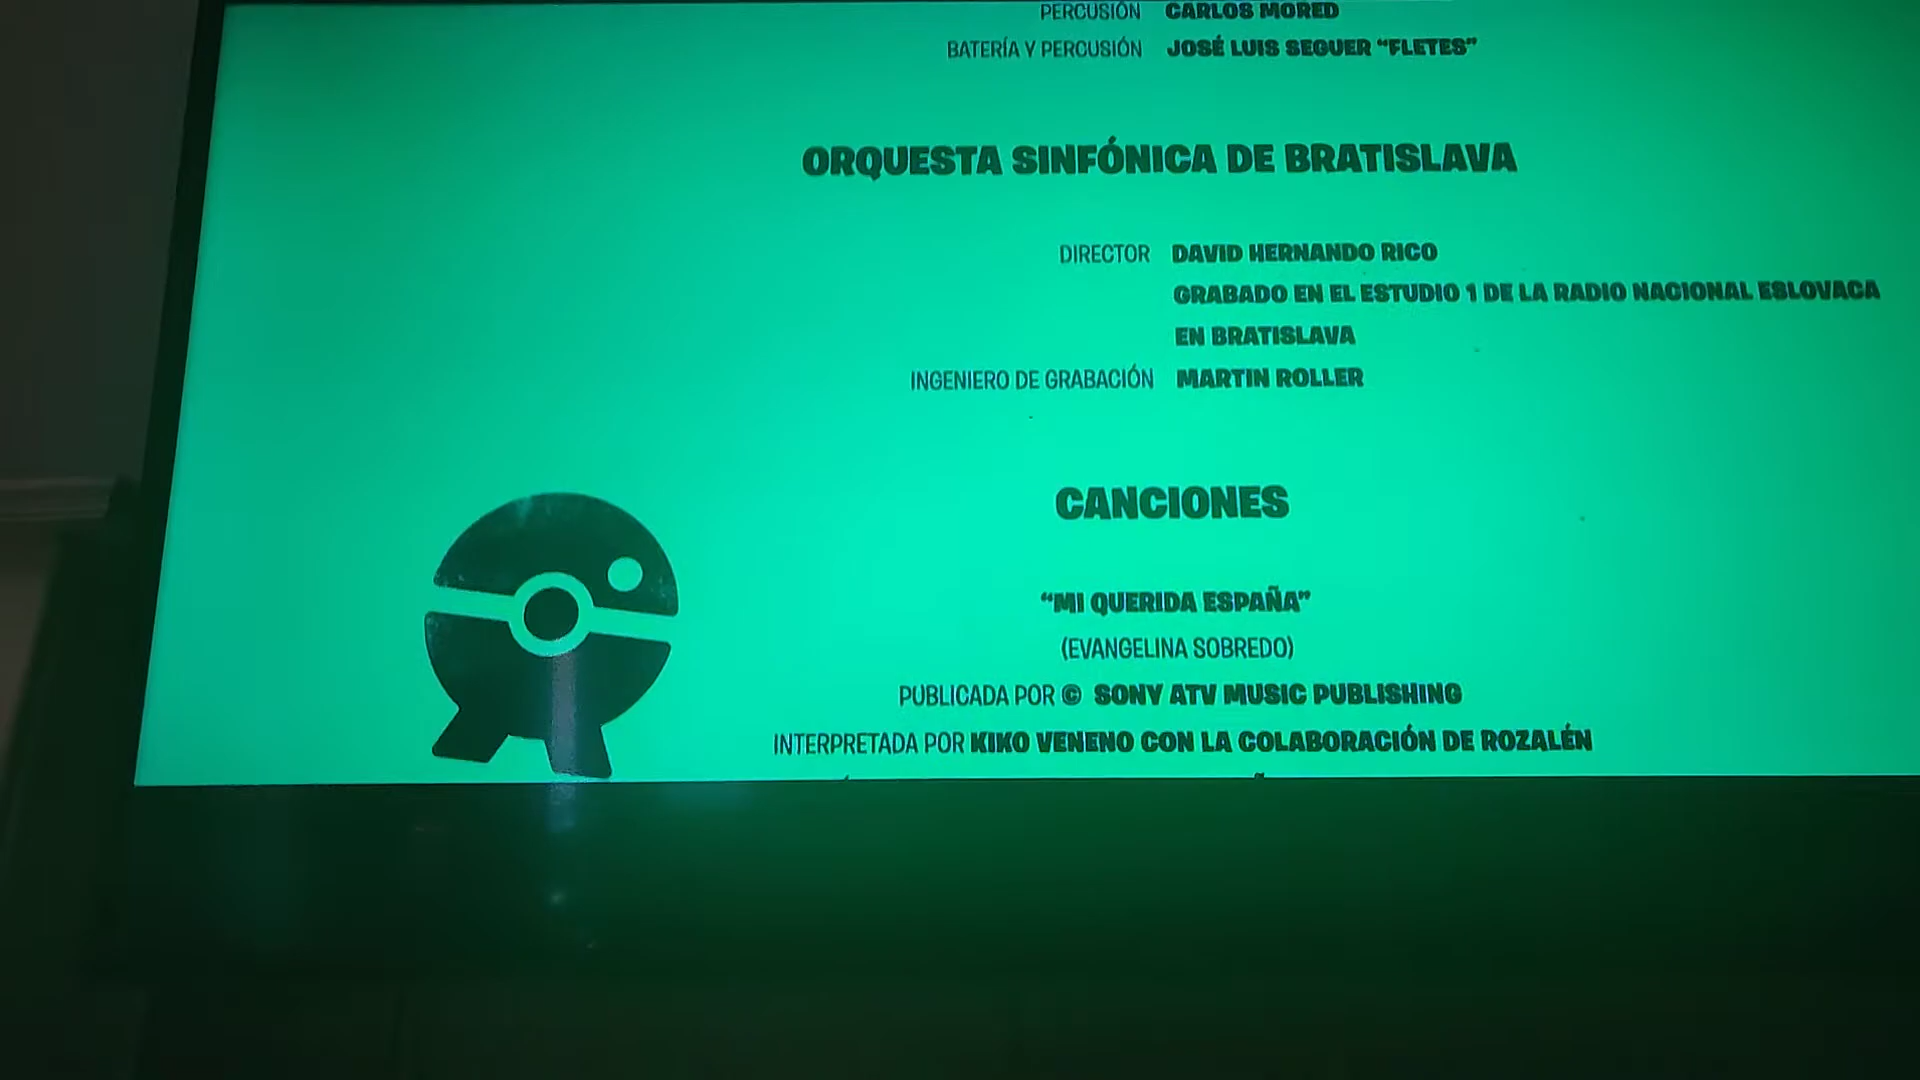 PERCUSIÓN CARLOS MORED
BATERÍA Y PERCUSIÓN JOSÉ LUIS SEGUER “FLETES”
ORQUESTA SINFÓNICA DE BRATISLAVA
DIRECTOR DAVID HERNANDO RICO
GRABADO EN EL ESTUDIO 1 DE LA RADIO NACIONAL ESLOVACA
EN BRATISLAVA
INGENIERO DE GRABACIÓN MARTIN ROLLER
CANCIONES
“MI QUERIDA ESPAÑA”
(EVANGELINA SOBREDO)
PUBLICADA POR © SONY ATV MUSIC PUBLISHING
INTERPRETADA POR KIKO VENENO CON LA COLABORACIÓN DE ROZALÉN